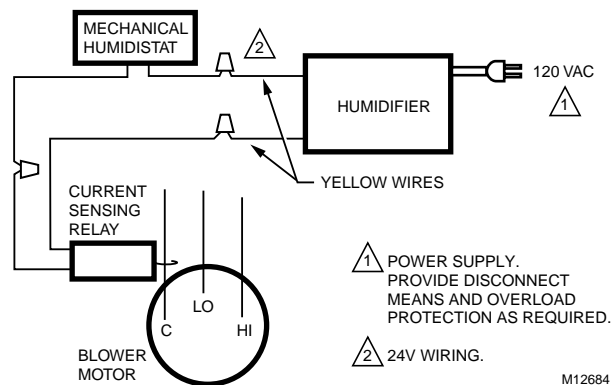 MECHANICAL
HUMIDISTAT
2
HUMIDIFIER
120 VAC
1
YELLOW WIRES
CURRENT
SENSING
RELAY
C
LO
HI
BLOWER
MOTOR
1 POWER SUPPLY.
PROVIDE DISCONNECT
MEANS AND OVERLOAD
PROTECTION AS REQUIRED.
2 24V WIRING.
M12684